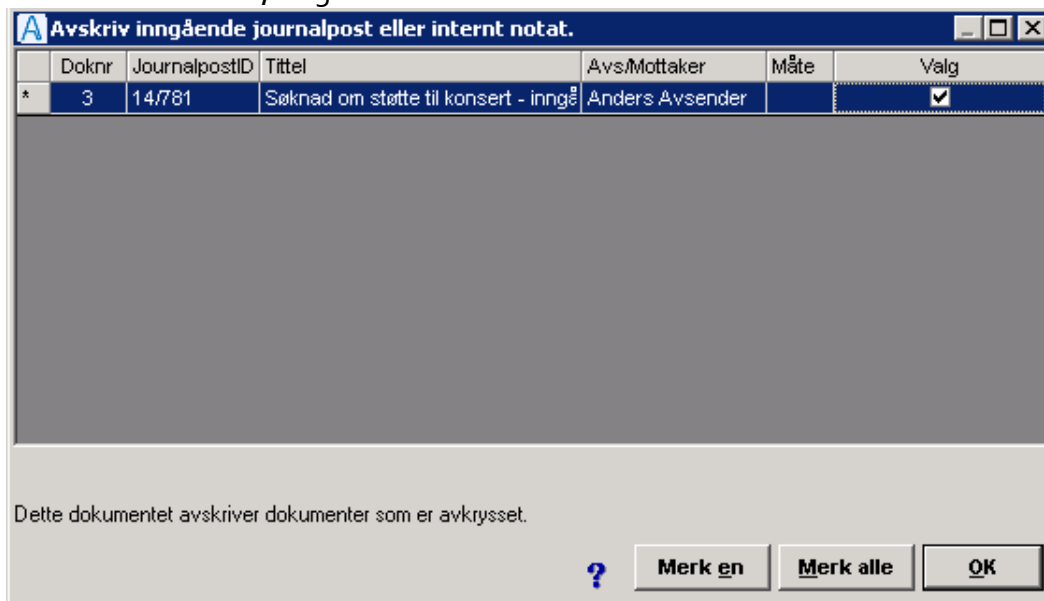 Avskriv inngående journalpost eller internt notat.
Doknr JournalpostID Tittel Avs/Mottaker Måte Valg
* 3 14/781 Søknad om støtte til konsert - inngå Anders Avsender
Dette dokumentet avskriver dokumenter som er avkrysset.
? Merk en Merk alle OK